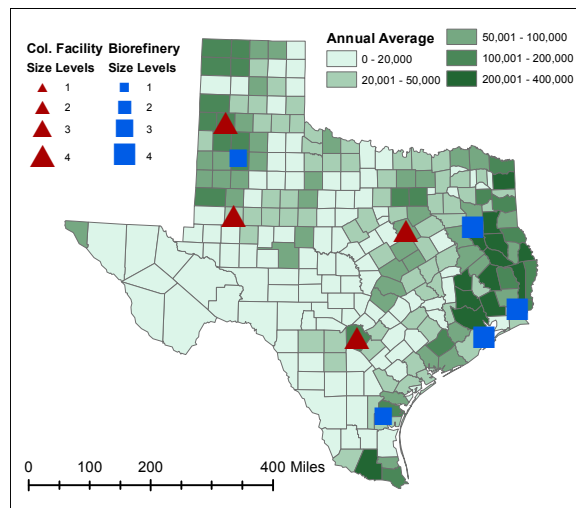 Col. Facility
Size Levels
1
2
3
4
Biorefinery
Size Levels
1
2
3
4
Annual Average
0 - 20,000
20,001 - 50,000
50,001 - 100,000
100,001 - 200,000
200,001 - 400,000
0 100 200 400 Miles